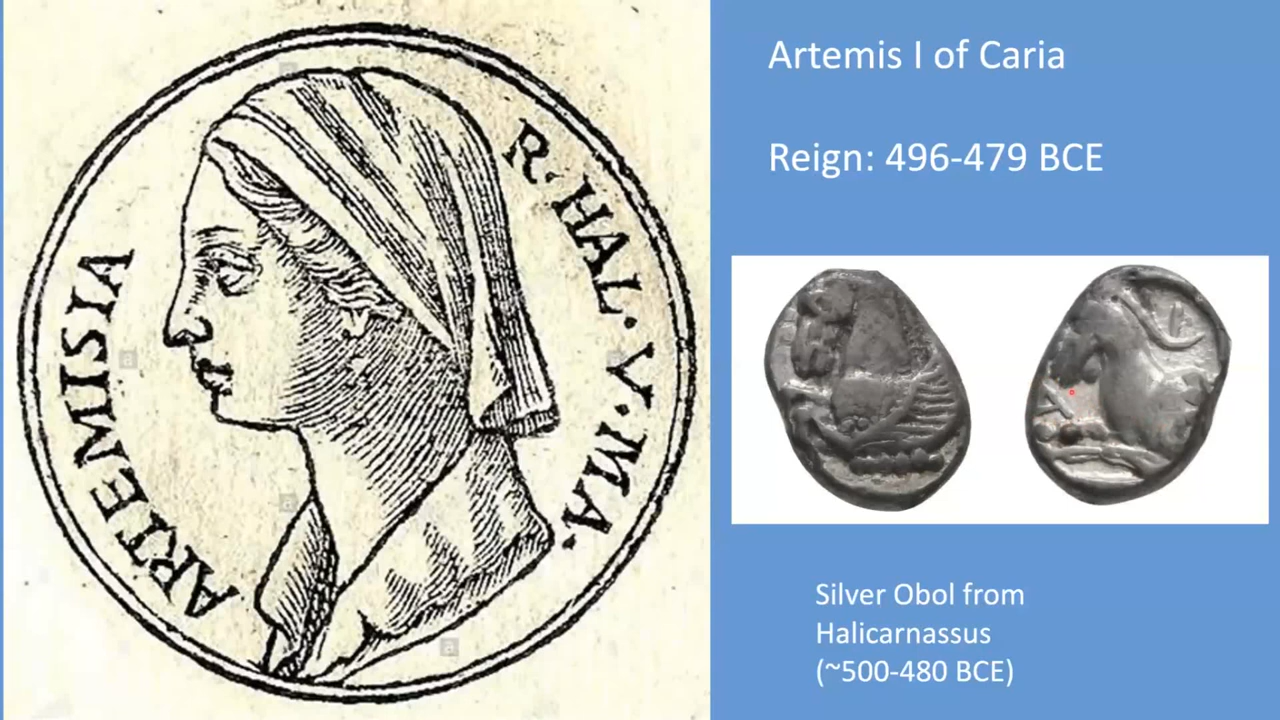 ARTEMISIA
R·HAL·V·MA·
Artemis I of Caria
Reign: 496-479 BCE
Silver Obol from
Halicarnassus
(~500-480 BCE)
a
a
a